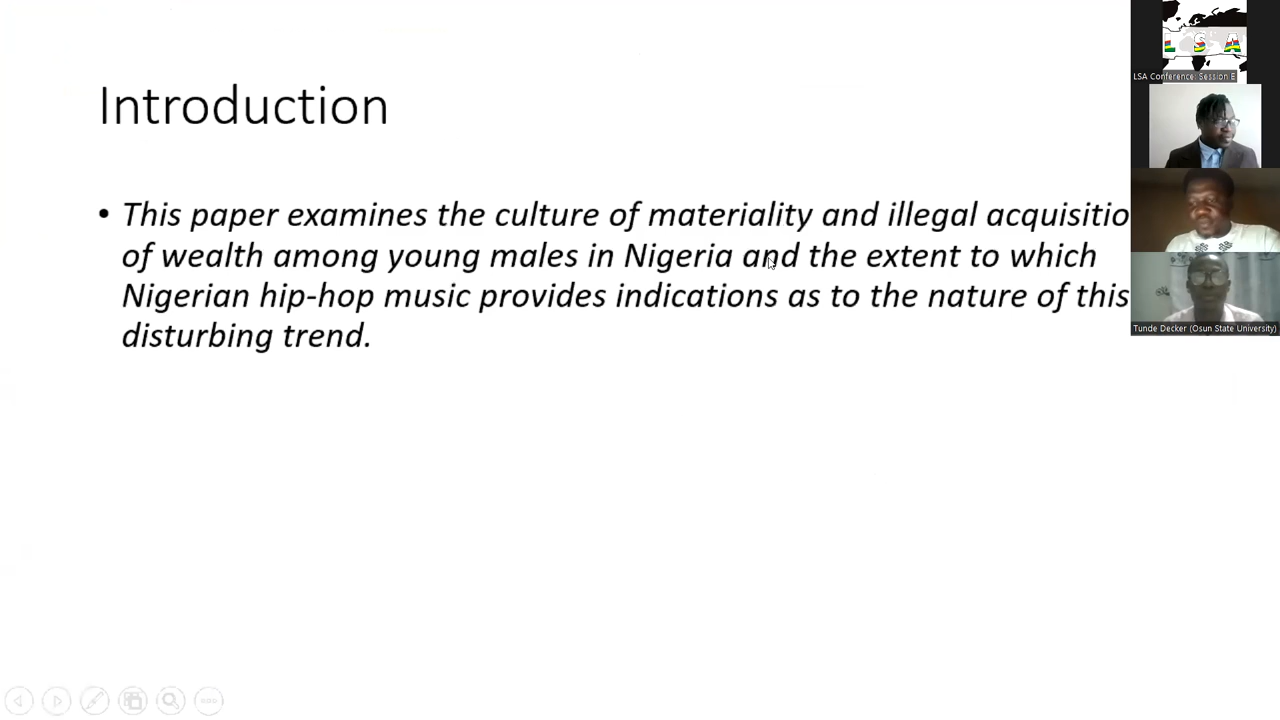 Introduction
• This paper examines the culture of materiality and illegal acquisitio
of wealth among young males in Nigeria and the extent to which
Nigerian hip-hop music provides indications as to the nature of this
disturbing trend.
L S A
LSA Conference: Session E
Tunde Decker (Osun State University)